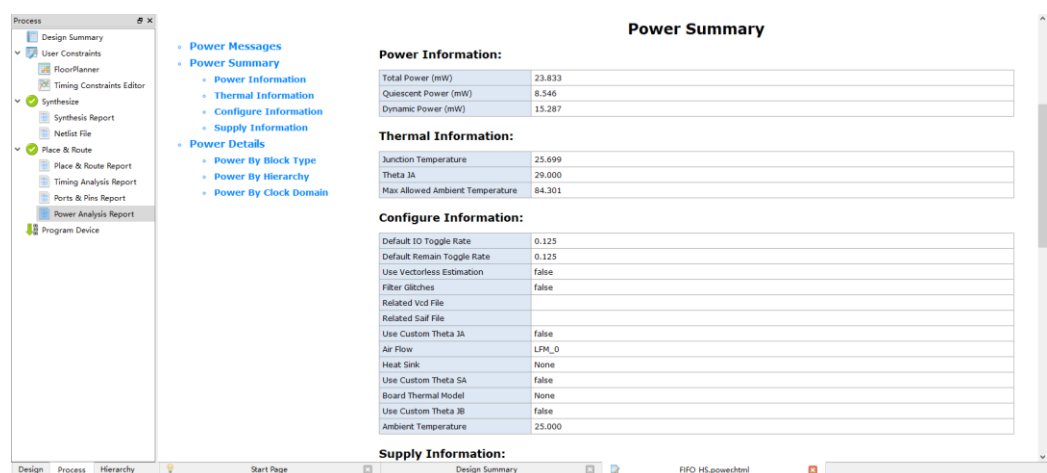 Process
Design Summary
User Constraints
FloorPlanner
Timing Constraints Editor
Synthesize
Synthesis Report
Netlist File
Place & Route
Place & Route Report
Timing Analysis Report
Ports & Pins Report
Power Analysis Report
Program Device
Design Process Hierarchy
Power Messages
Power Summary
Power Information
Thermal Information
Configure Information
Supply Information
Power Details
Power By Block Type
Power By Hierarchy
Power By Clock Domain
Power Summary
Power Information:
Total Power (mW) 23.833
Quiescent Power (mW) 8.546
Dynamic Power (mW) 15.287
Thermal Information:
Junction Temperature 25.699
Theta JA 29.000
Max Allowed Ambient Temperature 84.301
Configure Information:
Default IO Toggle Rate 0.125
Default Remain Toggle Rate 0.125
Use Vectorless Estimation false
Filter Glitches false
Related Vcd File
Related Saif File
Use Custom Theta JA false
Air Flow LFM_0
Heat Sink None
Use Custom Theta SA false
Board Thermal Model None
Use Custom Theta JB false
Ambient Temperature 25.000
Supply Information:
Start Page Design Summary FIFO_HS.power.html